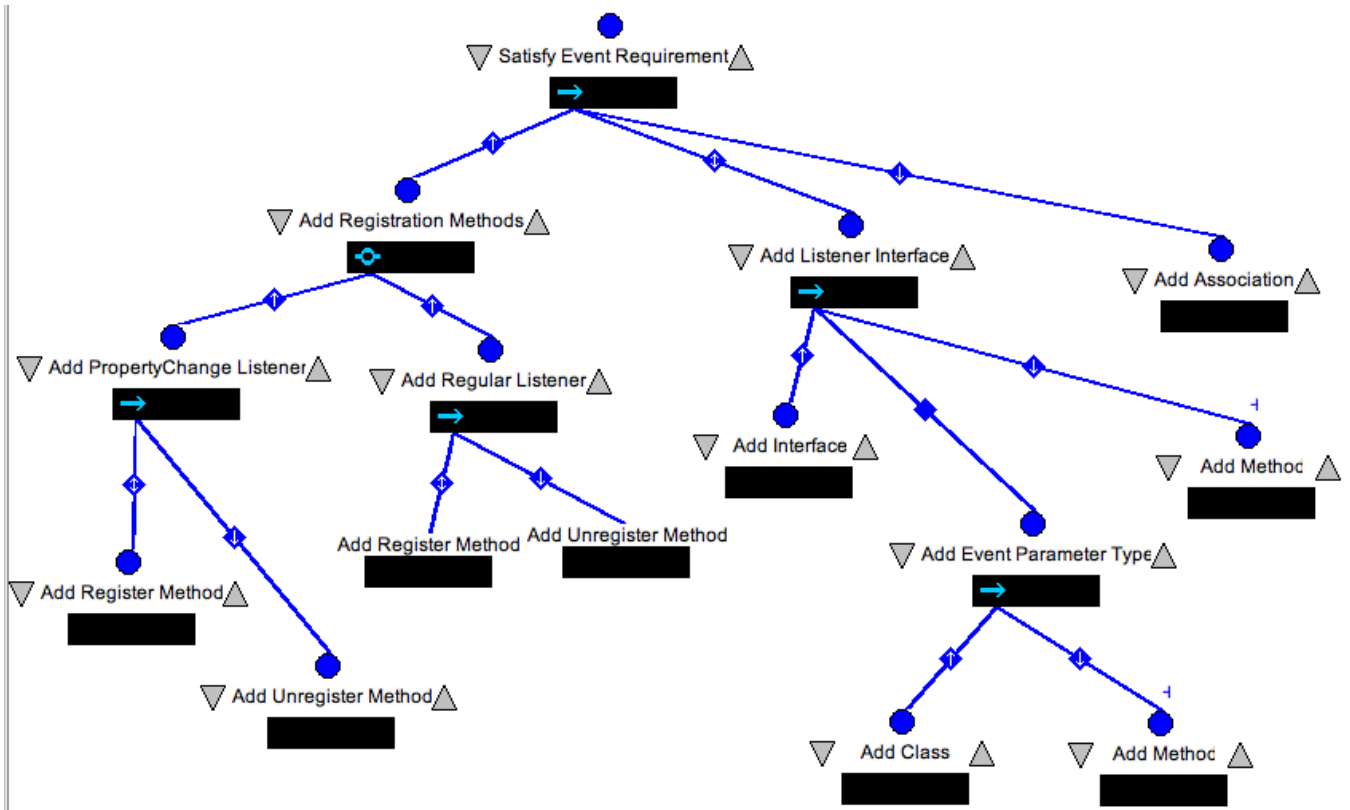 Satisfy Event Requirement
Add Registration Methods
Add Listener Interface
Add Association
Add PropertyChange Listener
Add Regular Listener
Add Interface
Add Method
Add Register Method
Add Unregister Method
Add Event Parameter Type
Add Register Method
Add Unregister Method
Add Class
Add Method